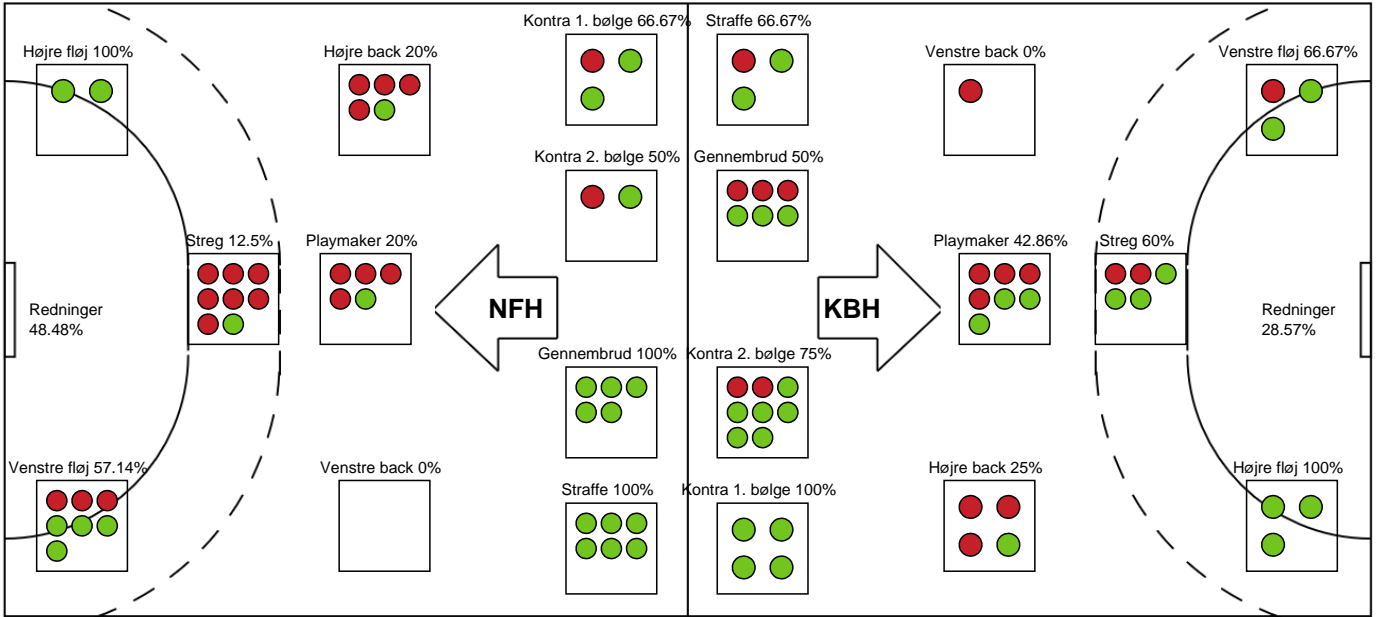 Kontra 1. bølge 66.67%
Straffe 66.67%
Højre fløj 100%
Højre back 20%
Venstre back 0%
Venstre fløj 66.67%
Kontra 2. bølge 50%
Gennembrud 50%
Streg 12.5%
Playmaker 20%
Playmaker 42.86%
Streg 60%
Redninger
48.48%
NFH
KBH
Redninger
28.57%
Gennembrud 100%
Kontra 2. bølge 75%
Venstre fløj 57.14%
Venstre back 0%
Straffe 100%
Kontra 1. bølge 100%
Højre back 25%
Højre fløj 100%